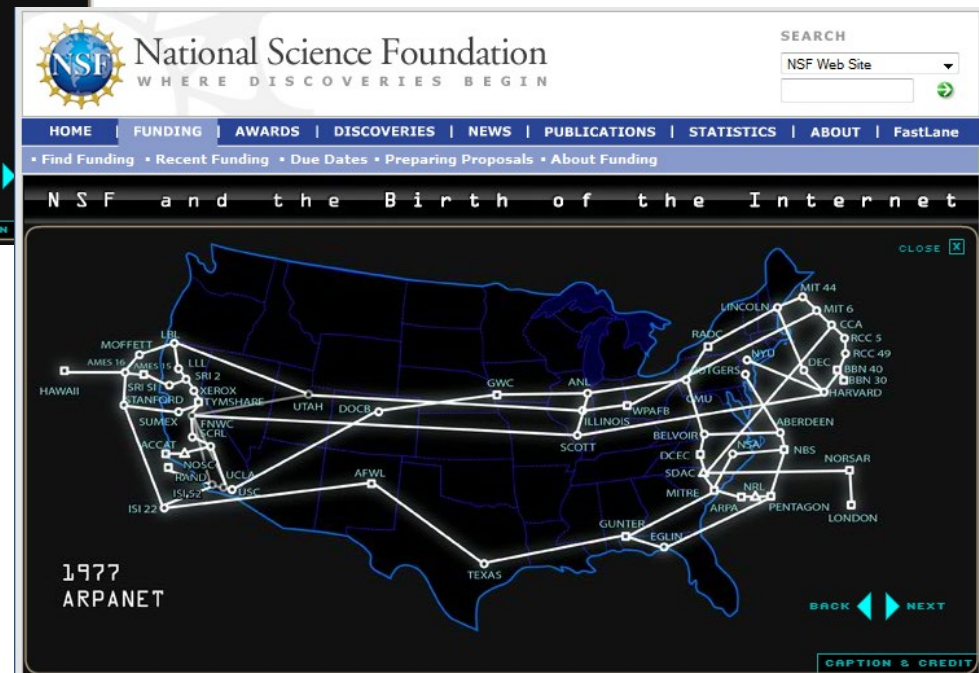 National Science Foundation
WHERE DISCOVERIES BEGIN
SEARCH
NSF Web Site
NSF
HOME | FUNDING | AWARDS | DISCOVERIES | NEWS | PUBLICATIONS | STATISTICS | ABOUT | FastLane
▪ Find Funding ▪ Recent Funding ▪ Due Dates ▪ Preparing Proposals ▪ About Funding
NSF and the Birth of the Internet
N
CLOSE X
MIT 44
LINCOLN
MIT 6
CCA
RADC
RCC 5
LBL
MOFFETT
NYU
RCC 49
AMES 16
AMES 15
LLL
DEC
BBN 40
RUTGERS
SRI 2
BBN 30
HAWAII
SRI 51
XEROX
GWC
ANL
HARVARD
STANFORD
TYMSHARE
UTAH
DOCB
WPAFB
CMU
SUMEX
FNWC
ILLINOIS
ABERDEEN
SCRL
BELVOIR
ACCAT
SCOTT
NSA
NBS
DCEC
NORSAR
NOSC
RAND
UCLA
AFWL
SDAC
ISI 52
USC
NRL
MITRE
ISI 22
ARPA
PENTAGON
LONDON
GUNTER
EGLIN
TEXAS
1977
ARPANET
BACK NEXT
CAPTION & CREDIT